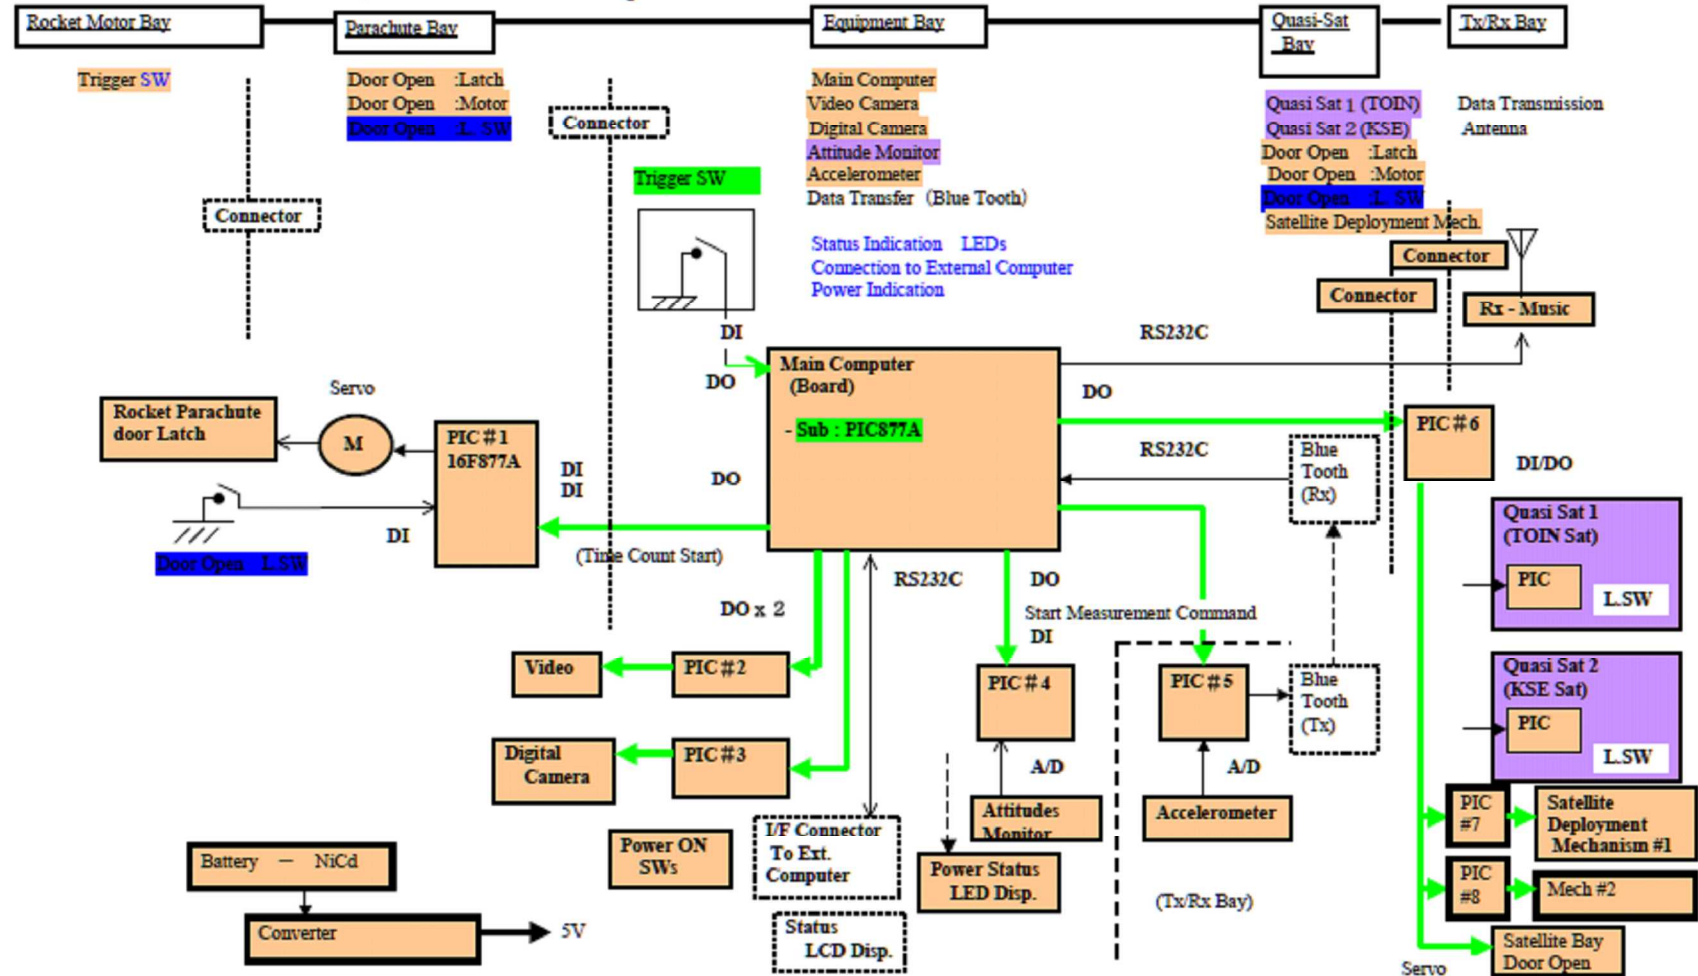 Rocket Motor Bay
Parachute Bay
Equipment Bay
Quasi-Sat
Bay
Tx/Rx Bay
Trigger SW
Door Open :Latch
Door Open :Motor
Door Open :L. SW
Connector
Connector
Main Computer
Video Camera
Digital Camera
Attitude Monitor
Accelerometer
Data Transfer (Blue Tooth)
Status Indication LEDs
Connection to External Computer
Power Indication
Quasi Sat 1 (TOIN)
Quasi Sat 2 (KSE)
Door Open :Latch
Door Open :Motor
Door Open :L. SW
Satellite Deployment Mech.
Data Transmission
Antenna
Connector
Connector
Rx - Music
Trigger SW
DI
DO
RS232C
Main Computer
(Board)
- Sub : PIC877A
DO
RS232C
Servo
Rocket Parachute
door Latch
M
PIC#1
16F877A
DI
DI
DO
DI
Door Open L.SW
(Time Count Start)
Blue
Tooth
(Rx)
PIC#6
DI/DO
Quasi Sat 1
(TOIN Sat)
PIC
L.SW
RS232C
DO
DO x 2
Start Measurement Command
DI
Video
PIC#2
PIC#4
PIC#5
Blue
Tooth
(Tx)
Quasi Sat 2
(KSE Sat)
PIC
L.SW
Digital
Camera
PIC#3
A/D
A/D
Attitudes
Monitor
Accelerometer
PIC
#7
Satellite
Deployment
Mechanism #1
I/F Connector
To Ext.
Computer
Power ON
SWs
Power Status
LED Disp.
PIC
#8
Mech #2
Battery － NiCd
(Tx/Rx Bay)
Converter
5V
Status
LCD Disp.
Satellite Bay
Door Open
Servo